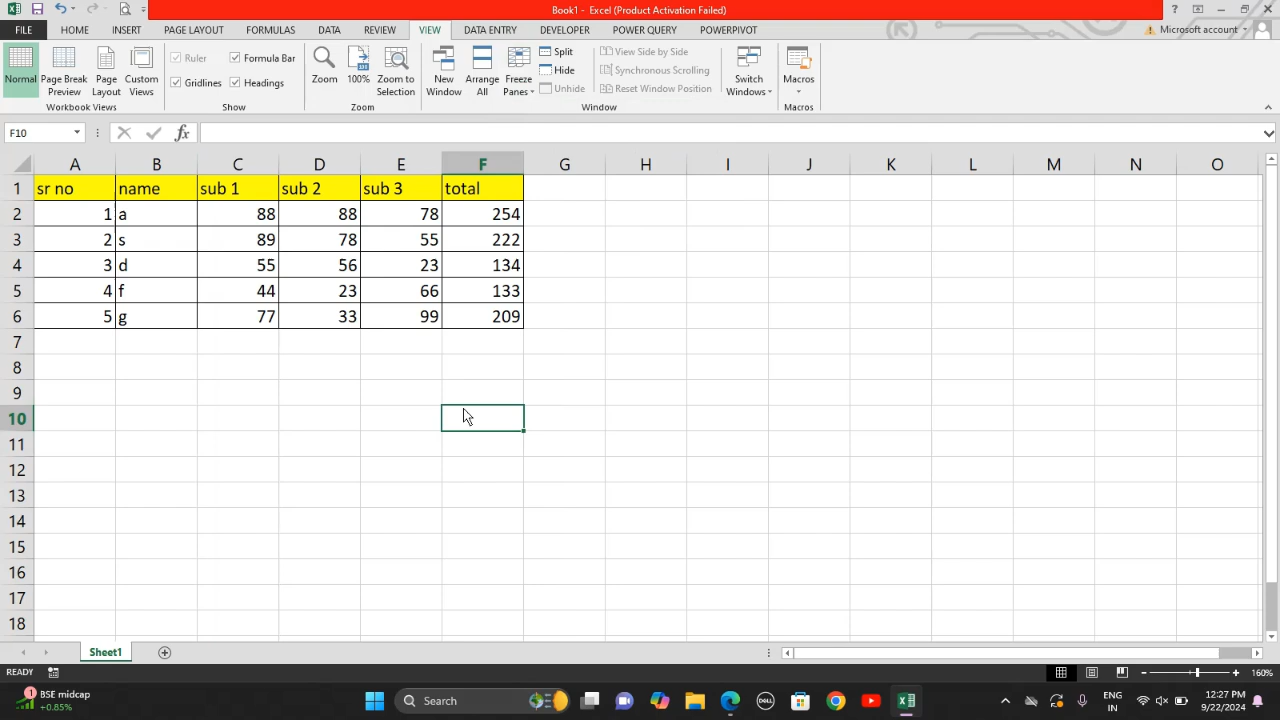 Book1 - Excel (Product Activation Failed)
FILE HOME INSERT PAGE LAYOUT FORMULAS DATA REVIEW VIEW DATA ENTRY DEVELOPER POWER QUERY POWERPIVOT Microsoft account
Ruler Formula Bar Split View Side by Side
Gridlines Headings Hide Synchronous Scrolling
Unhide Reset Window Position
Normal Page Break Preview Page Layout Custom Views Zoom 100% Zoom to Selection New Window Arrange All Freeze Panes Switch Windows Macros
Workbook Views Show Zoom Window Macros
F10 fx
A B C D E F G H I J K L M N O
1 sr no name sub 1 sub 2 sub 3 total
2 1 a 88 88 78 254
3 2 s 89 78 55 222
4 3 d 55 56 23 134
5 4 f 44 23 66 133
6 5 g 77 33 99 209
7
8
9
10
11
12
13
14
15
16
17
18
Sheet1
READY 160%
1 BSE midcap Search ENG 12:27 PM
+0.85% IN 9/22/2024